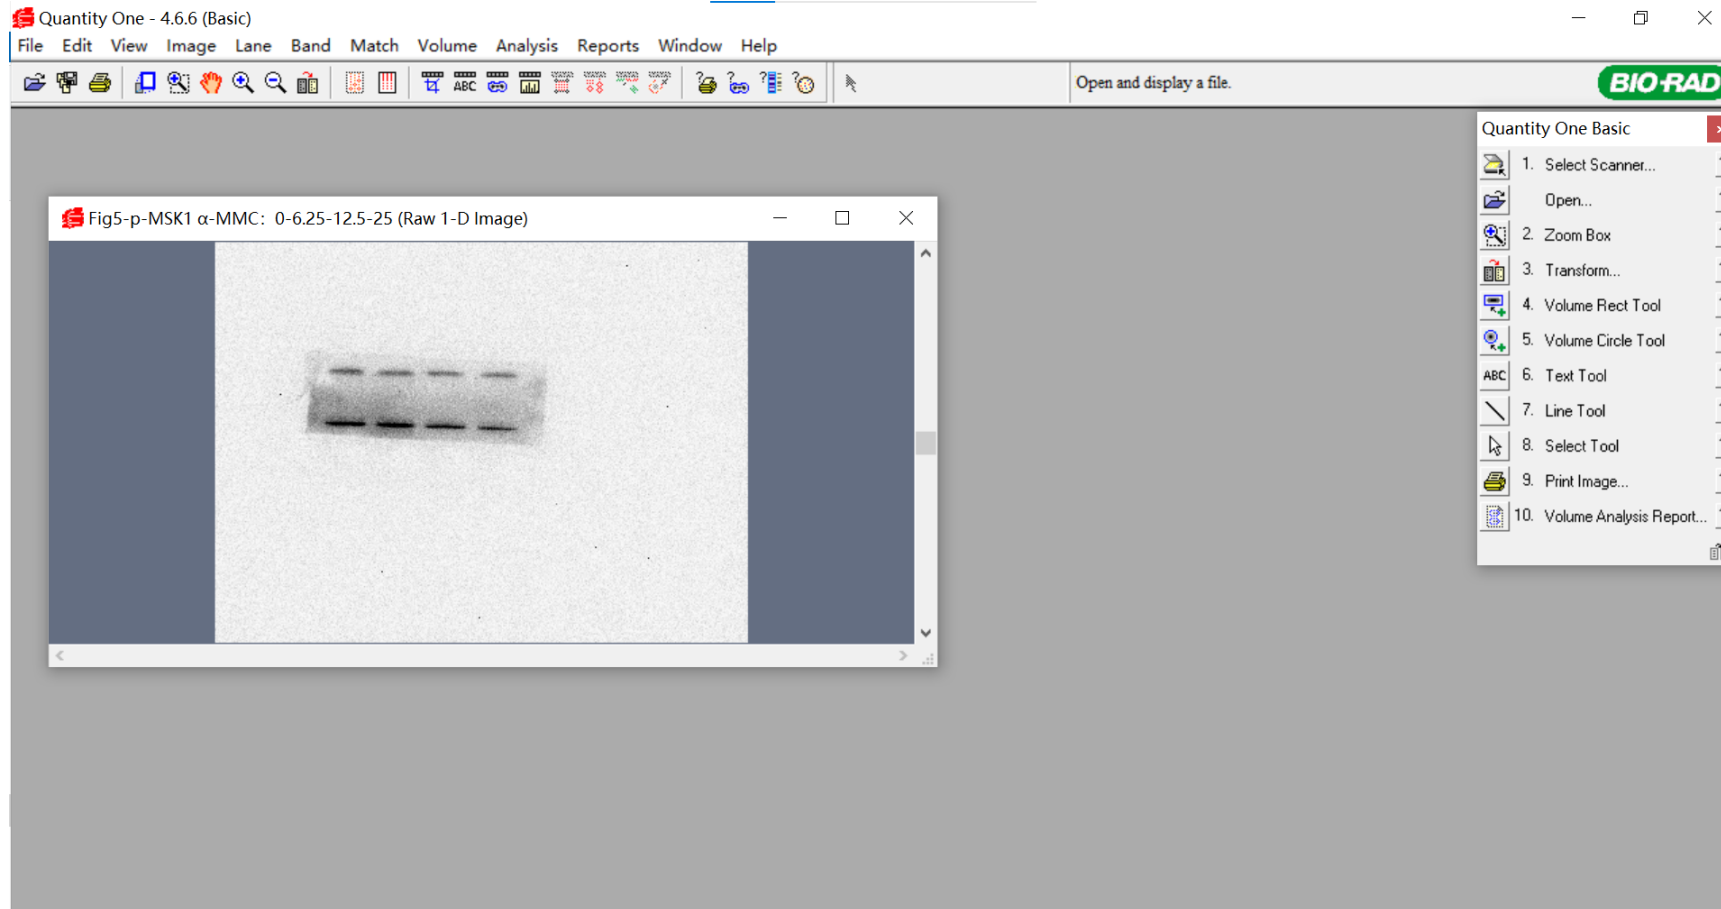 Quantity One - 4.6.6 (Basic)
File Edit View Image Lane Band Match Volume Analysis Reports Window Help
ABC
Open and display a file.
BIO-RAD
Quantity One Basic
1. Select Scanner...
Open...
2. Zoom Box
3. Transform...
4. Volume Rect Tool
5. Volume Circle Tool
ABC 6. Text Tool
7. Line Tool
8. Select Tool
9. Print Image...
10. Volume Analysis Report...
Fig5-p-MSK1 α-MMC：0-6.25-12.5-25 (Raw 1-D Image)